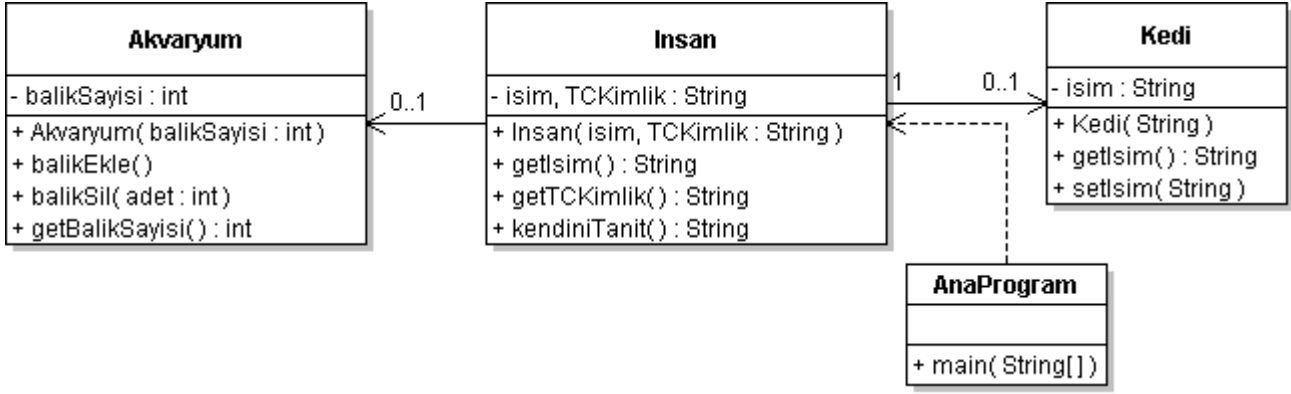 Akvaryum
- balikSayisi : int
+ Akvaryum( balikSayisi : int )
+ balikEkle()
+ balikSil( adet : int )
+ getBalikSayisi() : int
0..1
Insan
- isim, TCKimlik : String
+ Insan( isim, TCKimlik : String )
+ getIsim() : String
+ getTCKimlik() : String
+ kendiniTanit() : String
1
0..1
Kedi
- isim : String
+ Kedi( String )
+ getIsim() : String
+ setIsim( String )
AnaProgram
+ main( String[] )